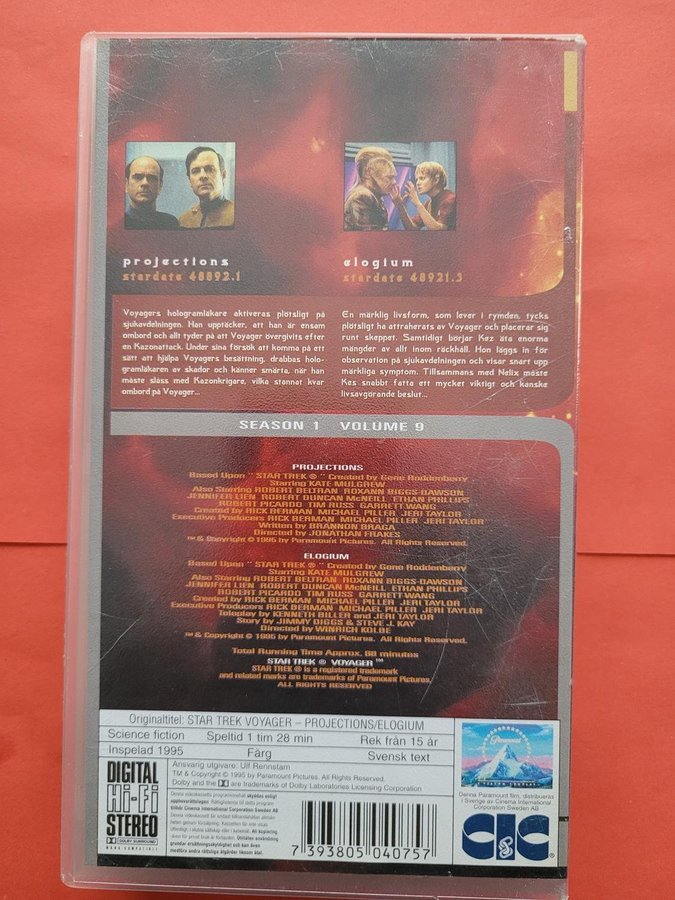 projections
stardate 48892.1
elogium
stardate 48921.3
Voyagers hologramläkare aktiveras plötsligt på
sjukavdelningen. Han upptäcker, att han är ensam
ombord och allt tyder på att Voyager övergivits efter
en Kazonattack. Under sina försök att komma på ett
sätt att hjälpa Voyagers besättning, drabbas holo-
gramläkaren av skador och känner smärta, när han
måste slåss med Kazonkrigare, vilka stannat kvar
ombord på Voyager...
En märklig livsform, som lever i rymden, tycks
plötsligt ha attraherats av Voyager och placerar sig
runt skeppet. Samtidigt börjar Kez äta enorma
mängder av allt inom räckhåll. Hon läggs in för
observation på sjukavdelningen och visar snart upp
märkliga symptom. Tillsammans med Nelix måste
Kes snabbt fatta ett mycket viktigt och kanske
livsavgörande beslut...
SEASON 1 VOLUME 9
PROJECTIONS
Based Upon " STAR TREK ® " Created by Gene Roddenberry
Starring KATE MULGREW
Also Starring ROBERT BELTRAN ROXANN BIGGS-DAWSON
JENNIFER LIEN ROBERT DUNCAN McNEILL ETHAN PHILLIPS
ROBERT PICARDO TIM RUSS GARRETT WANG
Created by RICK BERMAN MICHAEL PILLER JERI TAYLOR
Executive Producers RICK BERMAN MICHAEL PILLER JERI TAYLOR
Written by BRANNON BRAGA
Directed by JONATHAN FRAKES
™ & Copyright © 1995 by Paramount Pictures. All Rights Reserved.
ELOGIUM
Based Upon " STAR TREK ® " Created by Gene Roddenberry
Starring KATE MULGREW
Also Starring ROBERT BELTRAN ROXANN BIGGS-DAWSON
JENNIFER LIEN ROBERT DUNCAN McNEILL ETHAN PHILLIPS
ROBERT PICARDO TIM RUSS GARRETT WANG
Created by RICK BERMAN MICHAEL PILLER JERI TAYLOR
Executive Producers RICK BERMAN MICHAEL PILLER JERI TAYLOR
Teleplay by KENNETH BILLER and JERI TAYLOR
Story by JIMMY DIGGS & STEVE J. KAY
Directed by WINRICH KOLBE
™ & Copyright © 1995 by Paramount Pictures. All Rights Reserved.
Total Running Time Approx. 88 minutes
STAR TREK ® VOYAGER ™
STAR TREK ® is a registered trademark
and related marks are trademarks of Paramount Pictures.
ALL RIGHTS RESERVED
Originaltitel: STAR TREK VOYAGER – PROJECTIONS/ELOGIUM
Science fiction Speltid 1 tim 28 min Rek från 15 år
Inspelad 1995 Färg Svensk text
Ansvarig utgivare: Ulf Rennstam
TM & Copyright © 1995 by Paramount Pictures. All Rights Reserved.
Dolby and the DD are trademarks of Dolby Laboratories Licensing Corporation
DIGITAL
Hi-Fi
STEREO
DOLBY SURROUND
Paramount
Denna Paramount film, distribueras
i Sverige av Cinema International
Corporation Sweden AB
CIC
7 393805 040757